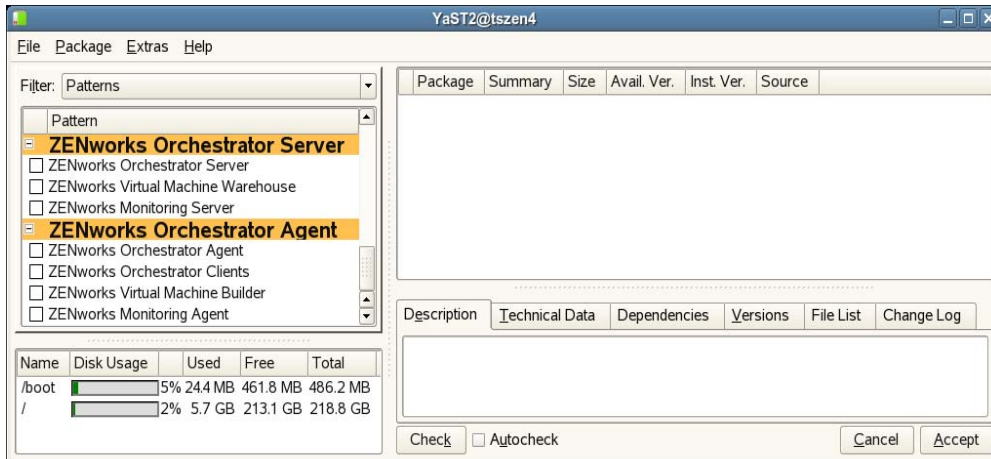 YaST2@tszen4
File Package Extras Help
Filter: Patterns
Pattern
ZENworks Orchestrator Server
ZENworks Orchestrator Server
ZENworks Virtual Machine Warehouse
ZENworks Monitoring Server
ZENworks Orchestrator Agent
ZENworks Orchestrator Agent
ZENworks Orchestrator Clients
ZENworks Virtual Machine Builder
ZENworks Monitoring Agent
Name Disk Usage Used Free Total
/boot 5% 24.4 MB 461.8 MB 486.2 MB
/ 2% 5.7 GB 213.1 GB 218.8 GB
Package Summary Size Avail. Ver. Inst. Ver. Source
Description Technical Data Dependencies Versions File List Change Log
Check Autocheck Cancel Accept